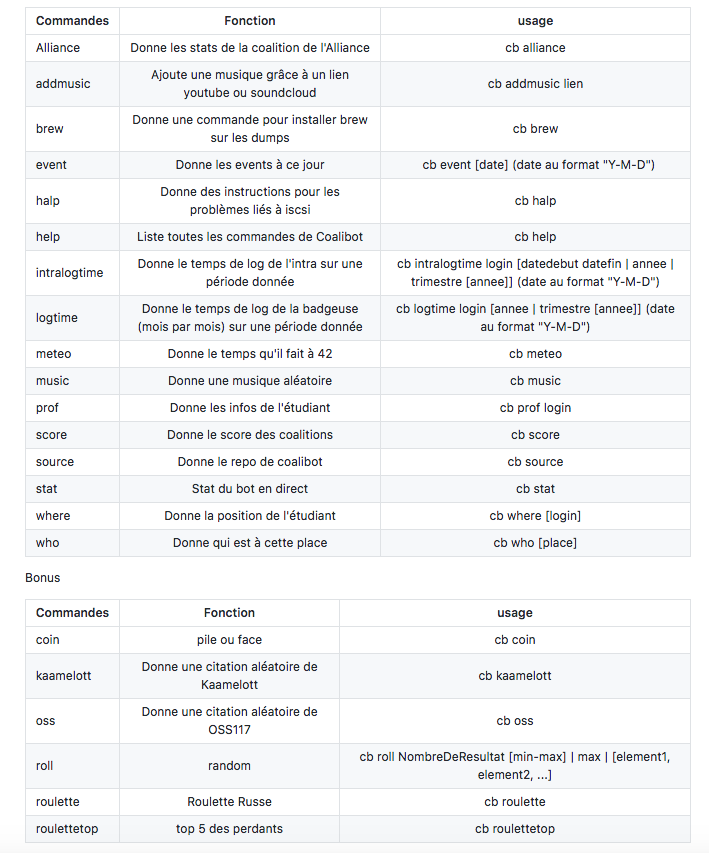 Commandes Fonction usage
Alliance Donne les stats de la coalition de l'Alliance cb alliance
addmusic Ajoute une musique grâce à un lien
youtube ou soundcloud cb addmusic lien
brew Donne une commande pour installer brew
sur les dumps cb brew
event Donne les events à ce jour cb event [date] (date au format "Y-M-D")
halp Donne des instructions pour les
problèmes liés à iscsi cb halp
help Liste toutes les commandes de Coalibot cb help
intralogtime Donne le temps de log de l'intra sur une
période donnée cb intralogtime login [datedebut datefin | annee |
trimestre [annee]] (date au format "Y-M-D")
logtime Donne le temps de log de la badgeuse
(mois par mois) sur une période donnée cb logtime login [annee | trimestre [annee]] (date
au format "Y-M-D")
meteo Donne le temps qu'il fait à 42 cb meteo
music Donne une musique aléatoire cb music
prof Donne les infos de l'étudiant cb prof login
score Donne le score des coalitions cb score
source Donne le repo de coalibot cb source
stat Stat du bot en direct cb stat
where Donne la position de l'étudiant cb where [login]
who Donne qui est à cette place cb who [place]
Bonus
Commandes Fonction usage
coin pile ou face cb coin
kaamelott Donne une citation aléatoire de
Kaamelott cb kaamelott
oss Donne une citation aléatoire de
OSS117 cb oss
roll random cb roll NombreDeResultat [min-max] | max | [element1,
element2, ...]
roulette Roulette Russe cb roulette
roulettetop top 5 des perdants cb roulettetop